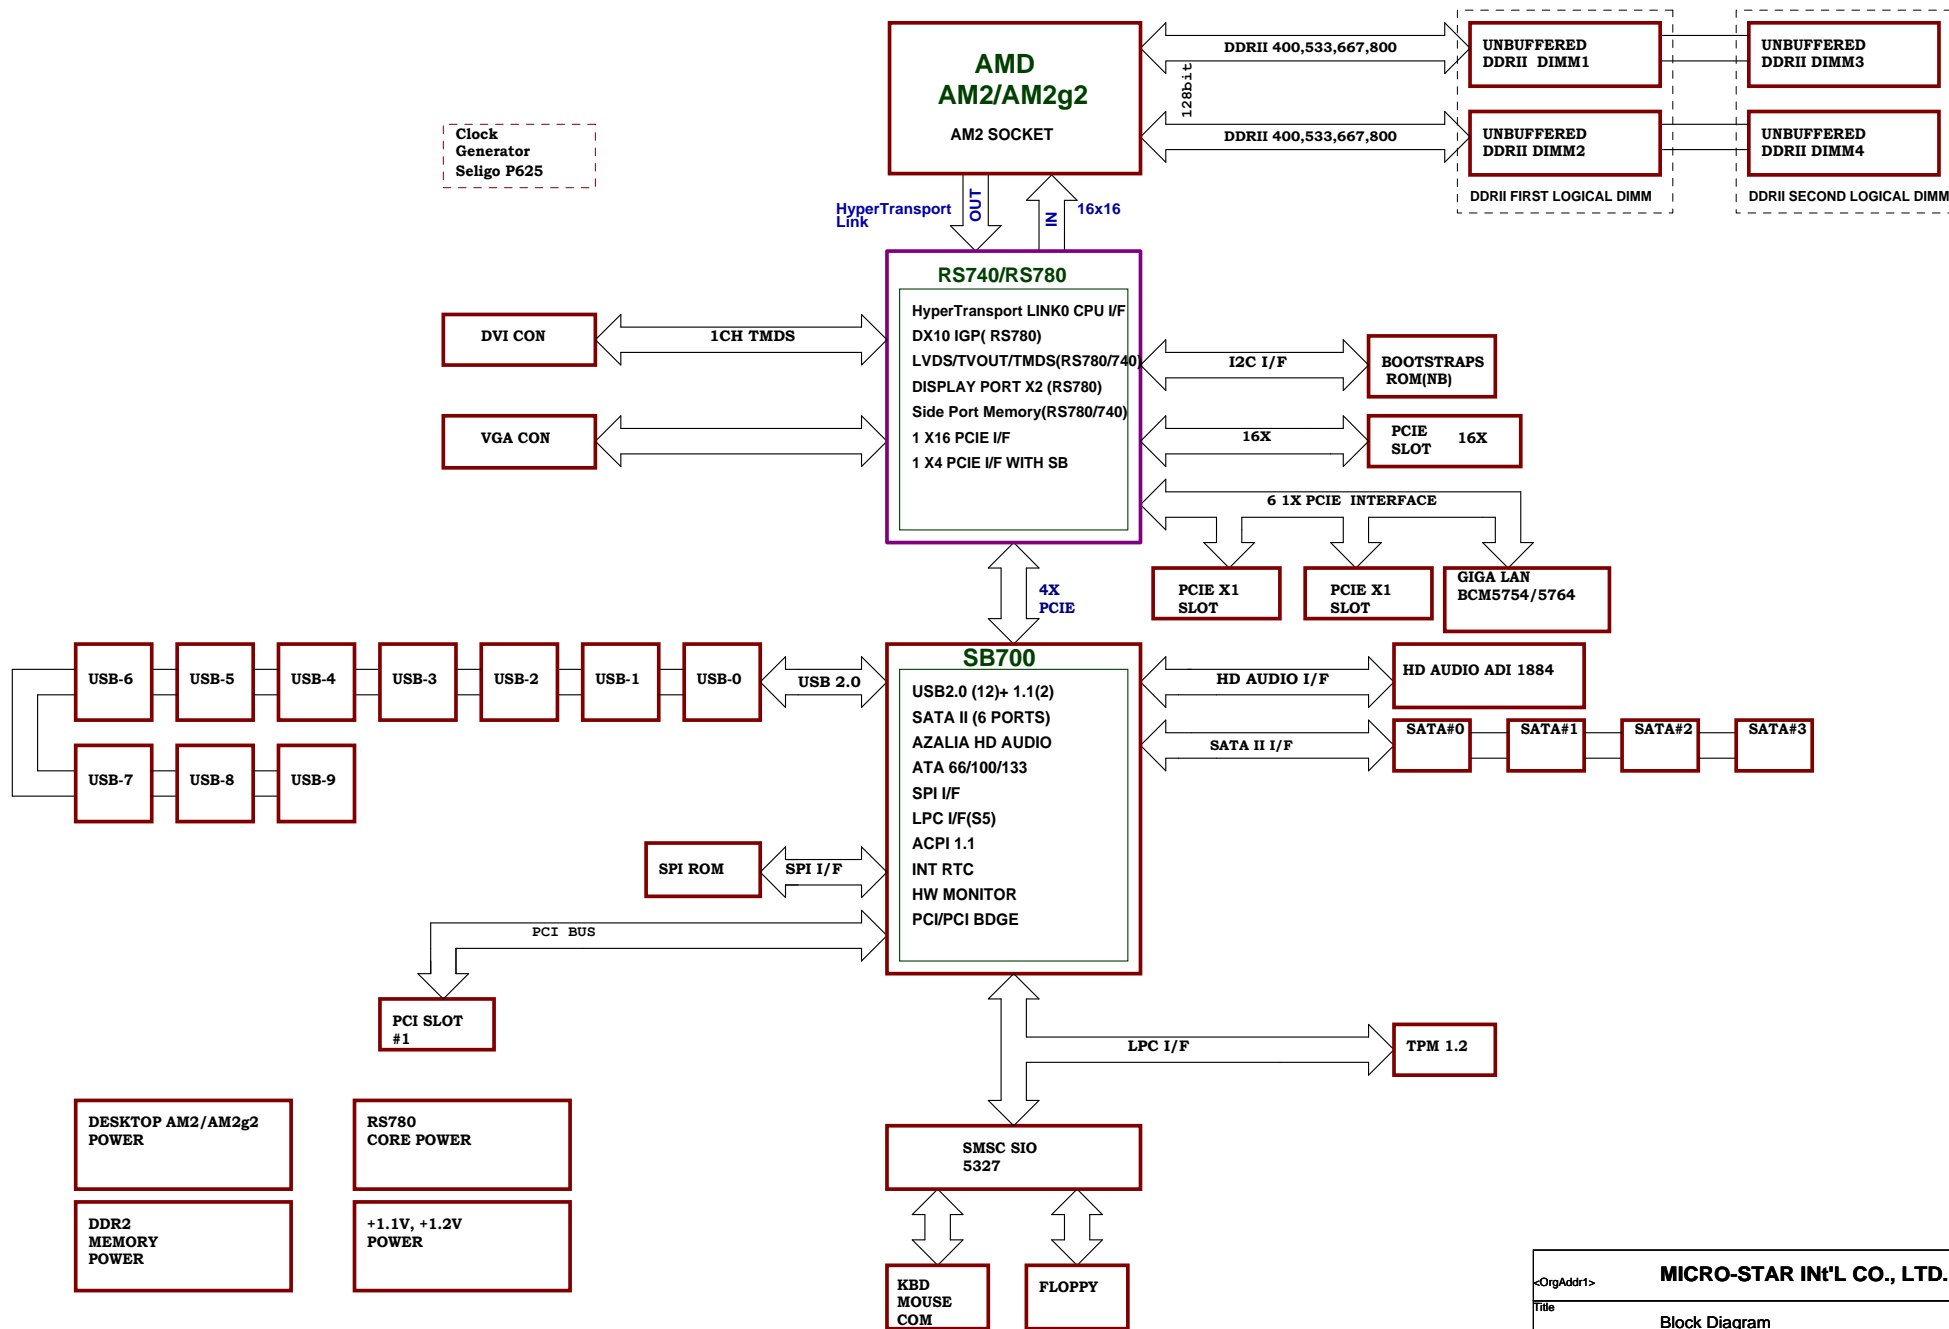 AMD
AM2/AM2g2
AM2 SOCKET
DDRII 400,533,667,800
128bit
DDRII 400,533,667,800
UNBUFFERED
DDRII DIMM1
UNBUFFERED
DDRII DIMM3
UNBUFFERED
DDRII DIMM2
UNBUFFERED
DDRII DIMM4
DDRII FIRST LOGICAL DIMM
DDRII SECOND LOGICAL DIMM
Clock
Generator
Seligo P625
HyperTransport
Link
OUT
IN
16x16
RS740/RS780
HyperTransport LINK0 CPU I/F
DX10 IGP( RS780)
LVDS/TVOUT/TMDS(RS780/740)
DISPLAY PORT X2 (RS780)
Side Port Memory(RS780/740)
1 X16 PCIE I/F
1 X4 PCIE I/F WITH SB
DVI CON
1CH TMDS
VGA CON
I2C I/F
BOOTSTRAPS
ROM(NB)
16X
PCIE
SLOT 16X
6 1X PCIE INTERFACE
PCIE X1
SLOT
PCIE X1
SLOT
GIGA LAN
BCM5754/5764
4X
PCIE
USB-6
USB-5
USB-4
USB-3
USB-2
USB-1
USB-0
USB 2.0
USB-7
USB-8
USB-9
SB700
USB2.0 (12)+ 1.1(2)
SATA II (6 PORTS)
AZALIA HD AUDIO
ATA 66/100/133
SPI I/F
LPC I/F(S5)
ACPI 1.1
INT RTC
HW MONITOR
PCI/PCI BDGE
HD AUDIO I/F
HD AUDIO ADI 1884
SATA II I/F
SATA#0
SATA#1
SATA#2
SATA#3
SPI ROM
SPI I/F
PCI BUS
PCI SLOT
#1
LPC I/F
TPM 1.2
DESKTOP AM2/AM2g2
POWER
RS780
CORE POWER
DDR2
MEMORY
POWER
+1.1V, +1.2V
POWER
SMSC SIO
5327
KBD
MOUSE
COM
FLOPPY
<OrgAddr1>
MICRO-STAR INt'L CO., LTD.
Title
Block Diagram